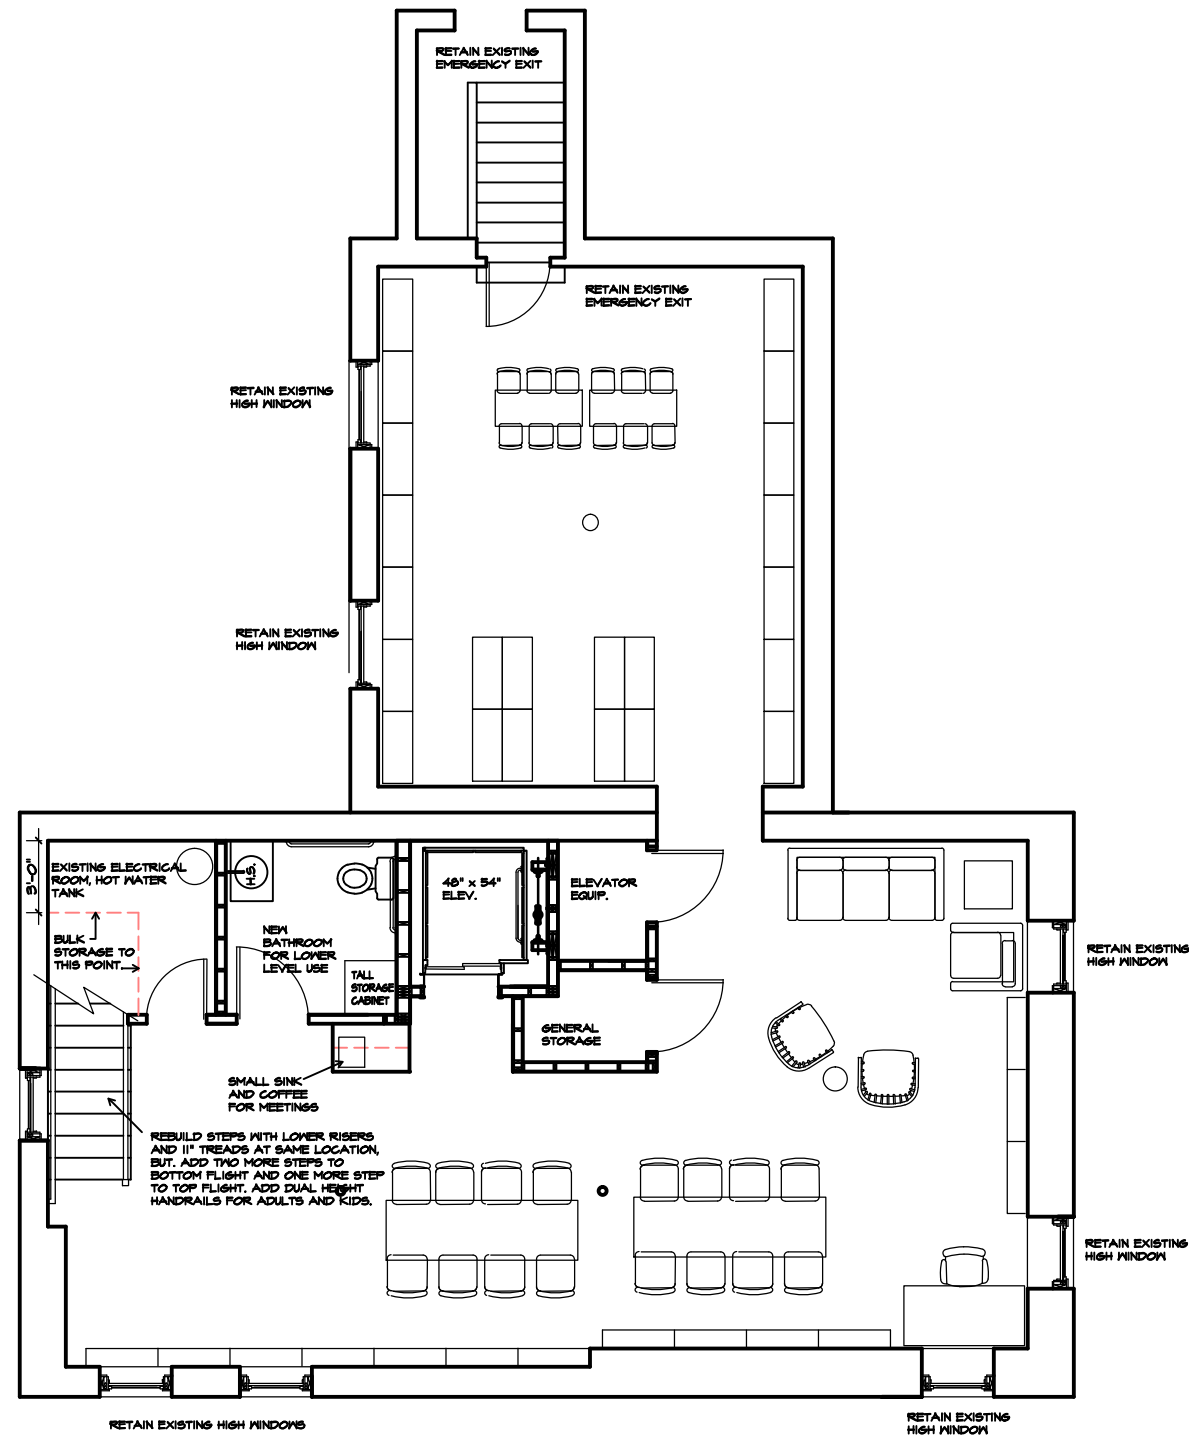 RETAIN EXISTING
EMERGENCY EXIT
RETAIN EXISTING
EMERGENCY EXIT
RETAIN EXISTING
HIGH WINDOW
RETAIN EXISTING
HIGH WINDOW
3'-0"
EXISTING ELECTRICAL
ROOM, HOT WATER
TANK
H.S.
48" x 54"
ELEV.
ELEVATOR
EQUIP.
BULK
STORAGE TO
THIS POINT
NEW
BATHROOM
FOR LOWER
LEVEL USE
TALL
STORAGE
CABINET
RETAIN EXISTING
HIGH WINDOW
GENERAL
STORAGE
SMALL SINK
AND COFFEE
FOR MEETINGS
REBUILD STEPS WITH LOWER RISERS
AND 11" TREADS AT SAME LOCATION,
BUT. ADD TWO MORE STEPS TO
BOTTOM FLIGHT AND ONE MORE STEP
TO TOP FLIGHT. ADD DUAL HEIGHT
HANDRAILS FOR ADULTS AND KIDS.
RETAIN EXISTING
HIGH WINDOW
RETAIN EXISTING HIGH WINDOWS
RETAIN EXISTING
HIGH WINDOW